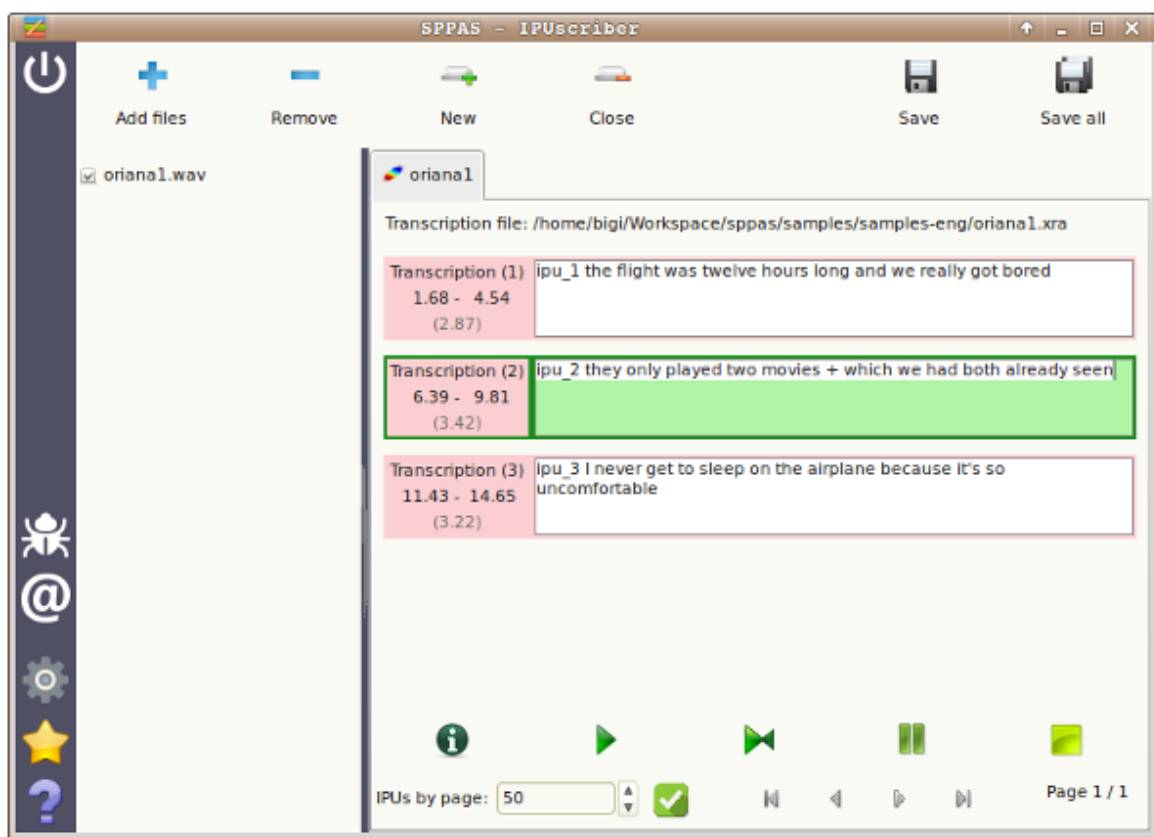 SPPAS - IPUscriber
Add files Remove New Close Save Save all
oriana1.wav
oriana1
Transcription file: /home/bigi/Workspace/sppas/samples/samples-eng/oriana1.xra
Transcription (1)
1.68 - 4.54
(2.87)
ipu_1 the flight was twelve hours long and we really got bored
Transcription (2)
6.39 - 9.81
(3.42)
ipu_2 they only played two movies + which we had both already seen
Transcription (3)
11.43 - 14.65
(3.22)
ipu_3 I never get to sleep on the airplane because it's so
uncomfortable
IPUs by page: 50 Page 1 / 1